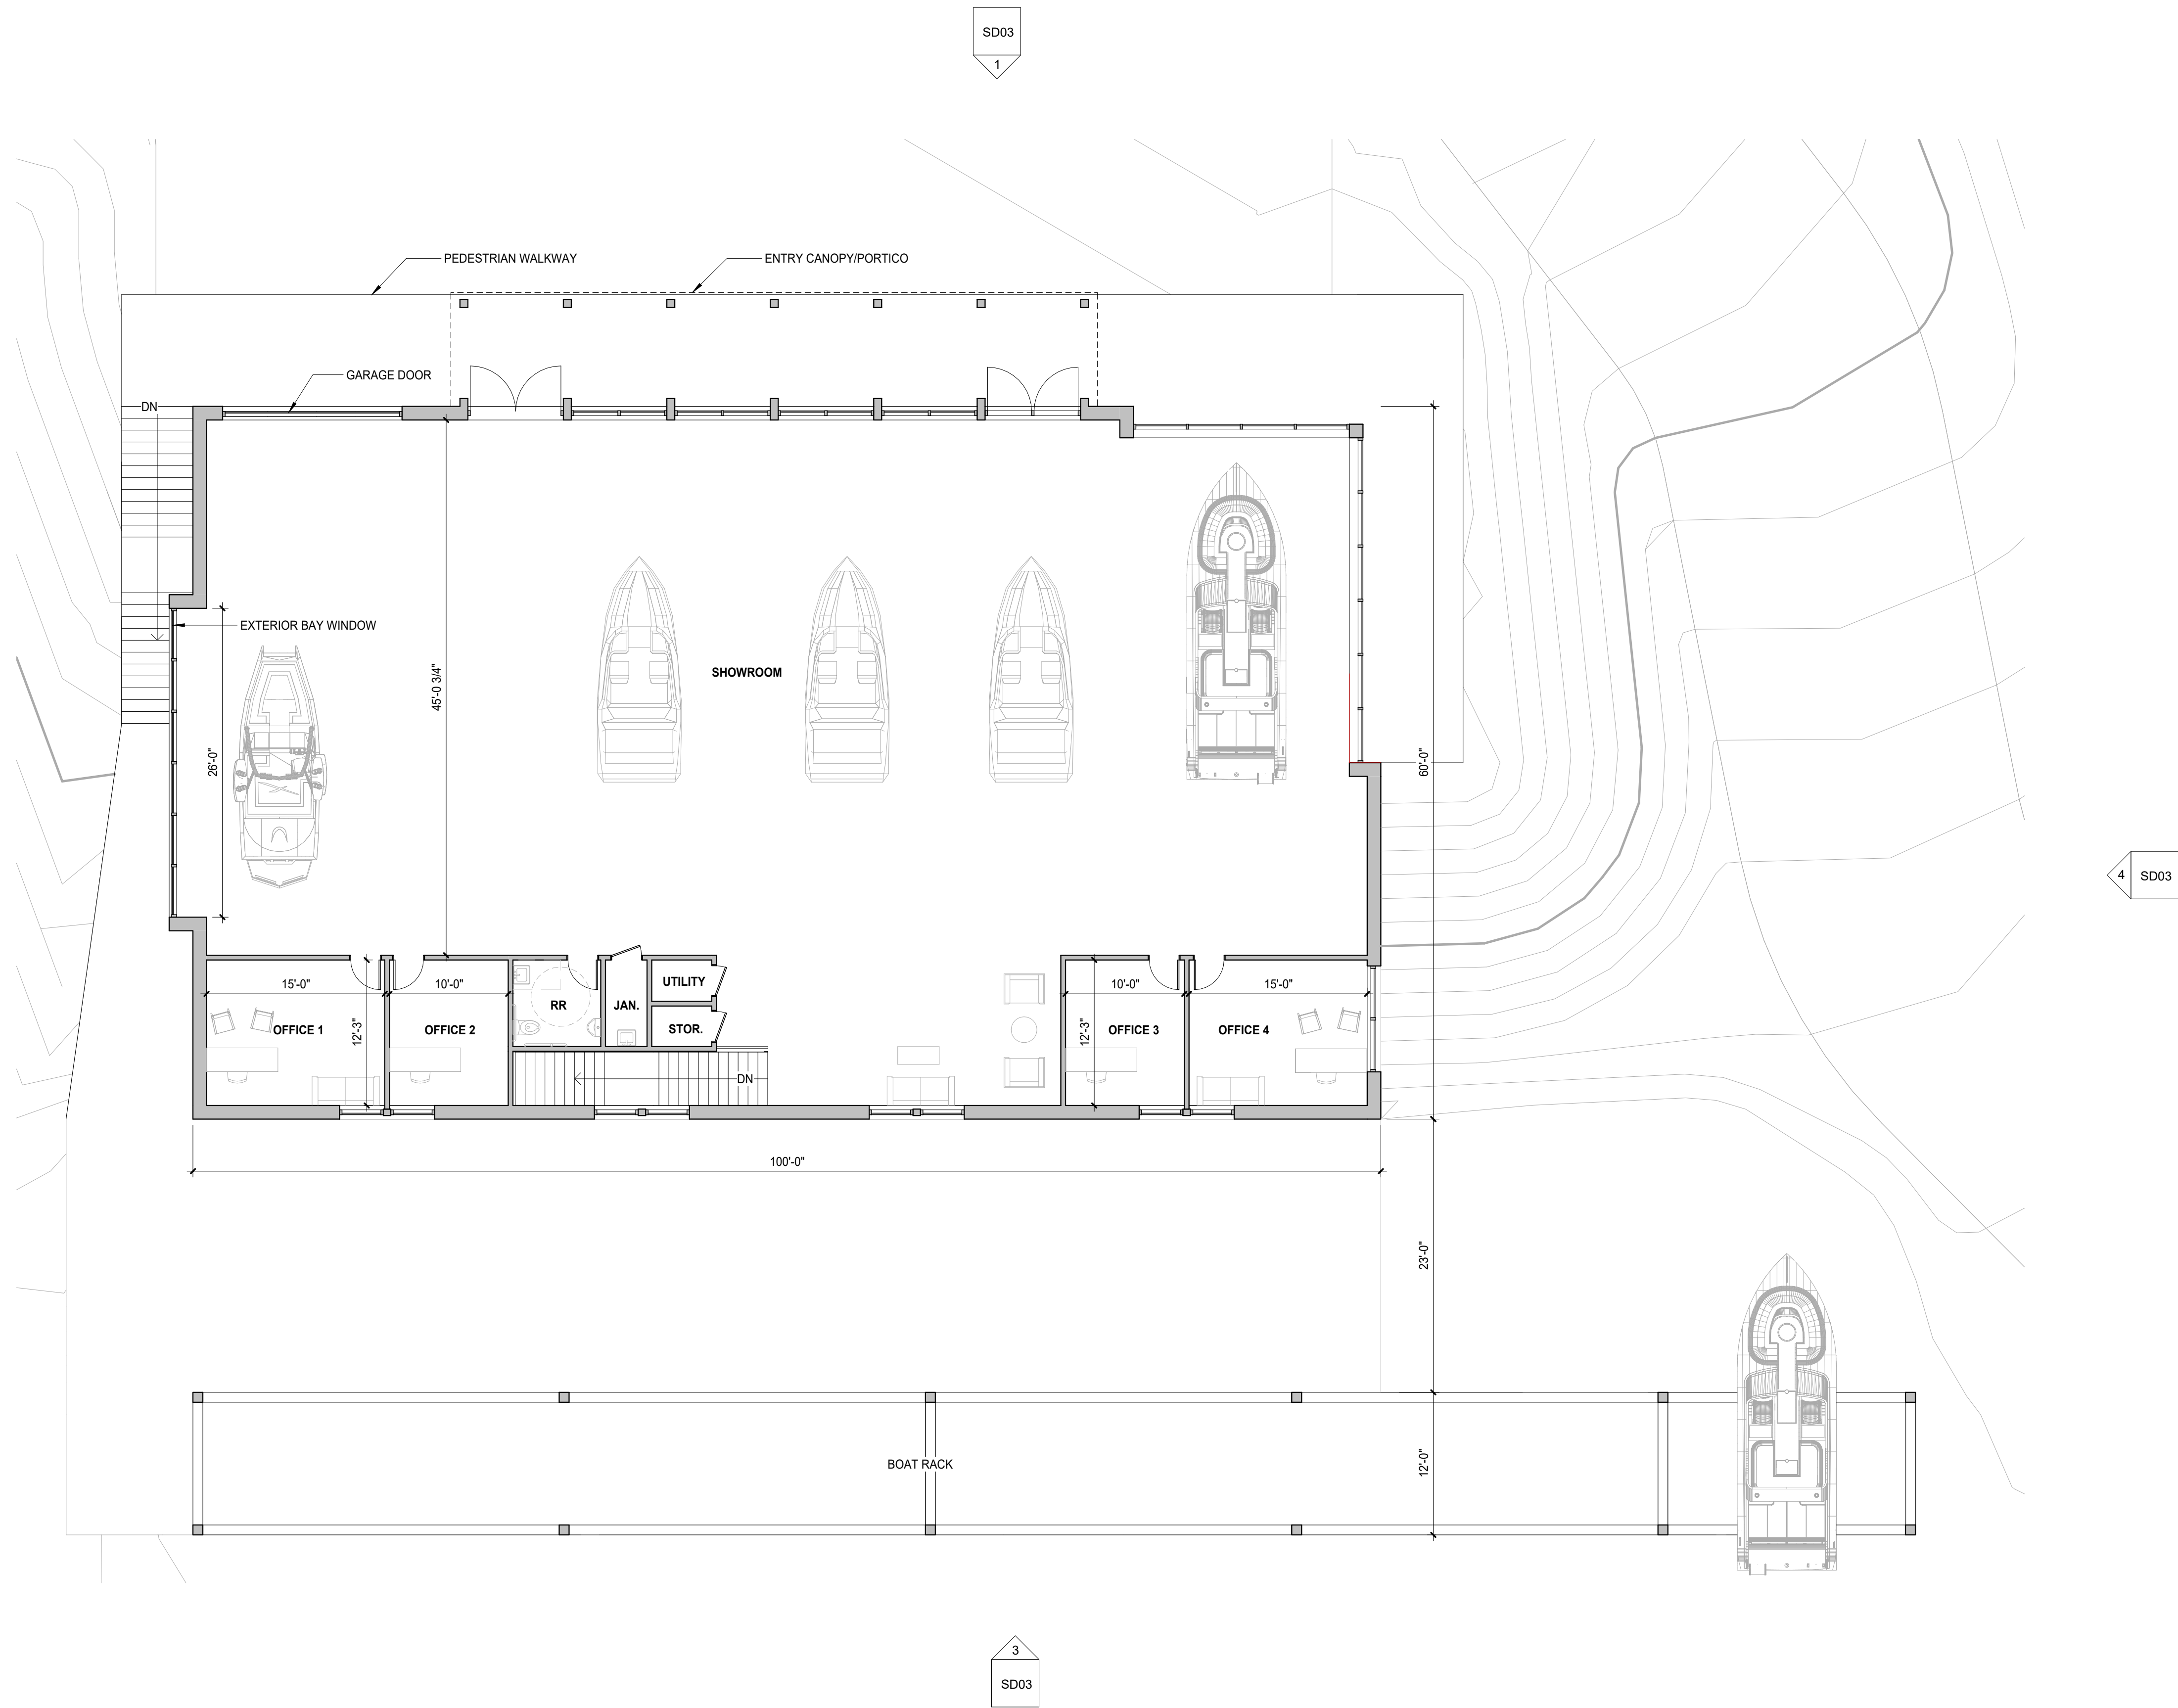 SD03
1
PEDESTRIAN WALKWAY
ENTRY CANOPY/PORTICO
GARAGE DOOR
DN
EXTERIOR BAY WINDOW
SHOWROOM
45'-0 3/4"
26'-0"
60'-0"
4
SD03
15'-0"
10'-0"
RR
JAN.
UTILITY
STOR.
10'-0"
15'-0"
OFFICE 1
12'-3"
OFFICE 2
12'-3"
OFFICE 3
OFFICE 4
DN
100'-0"
23'-0"
BOAT RACK
12'-0"
3
SD03